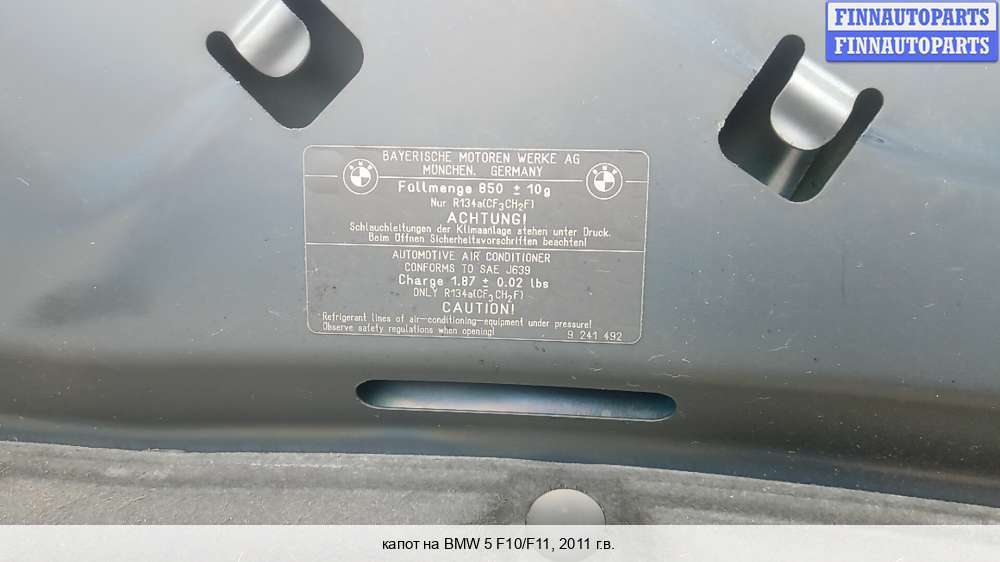 FINNAUTOPARTS
FINNAUTOPARTS
BAYERISCHE MOTOREN WERKE AG
MÜNCHEN. GERMANY
Füllmenge 850 ± 10g
Nur R134a(CF3CH2F)
ACHTUNG!
Schlauchleitungen der Klimaanlage stehen unter Druck.
Beim Öffnen Sicherheitsvorschriften beachten!
AUTOMOTIVE AIR CONDITIONER
CONFORMS TO SAE J639
Charge 1.87 ± 0.02 lbs
ONLY R134a(CF3CH2F)
CAUTION!
Refrigerant lines of air-conditioning-equipment under pressure!
Observe safety regulations when opening!
9 241 492
капот на BMW 5 F10/F11, 2011 г.в.